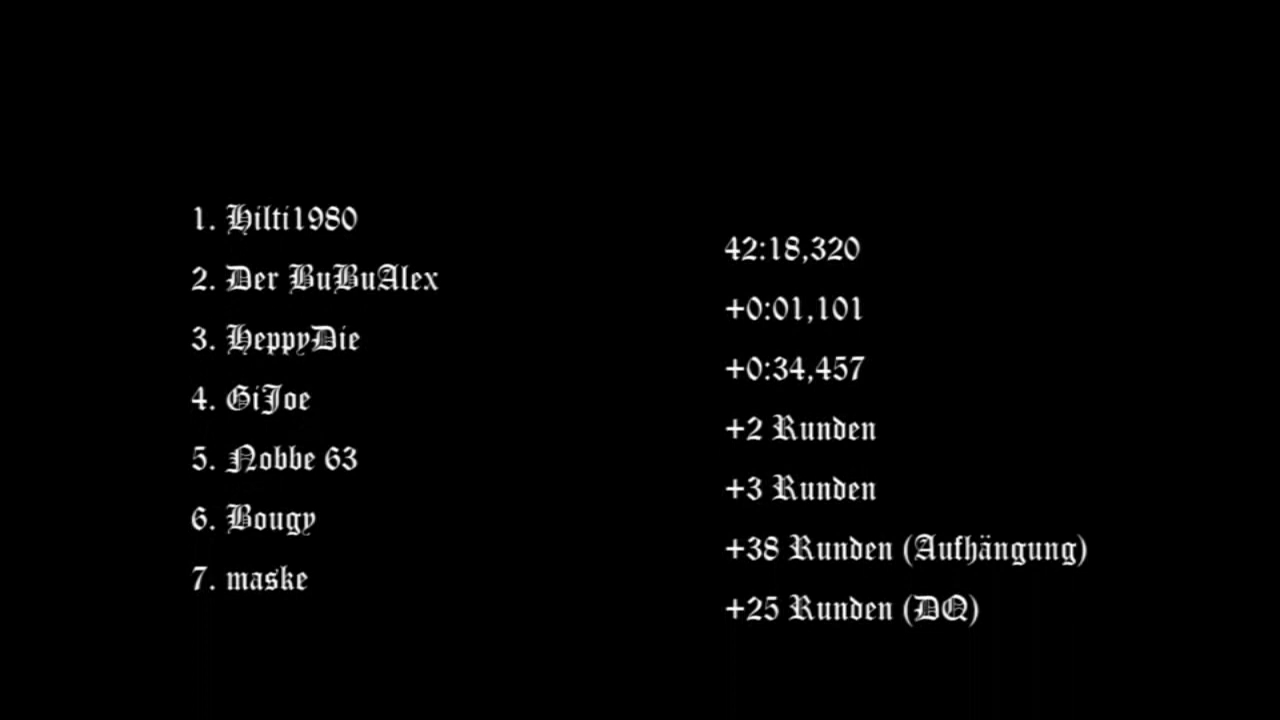 1. Hilti1980
42:18,320
2. Der BuBuAlex
+0:01,101
3. HeppyDie
+0:34,457
4. GiJoe
+2 Runden
5. Nobbe 63
+3 Runden
6. Bougy
+38 Runden (Aufhängung)
7. maske
+25 Runden (DQ)